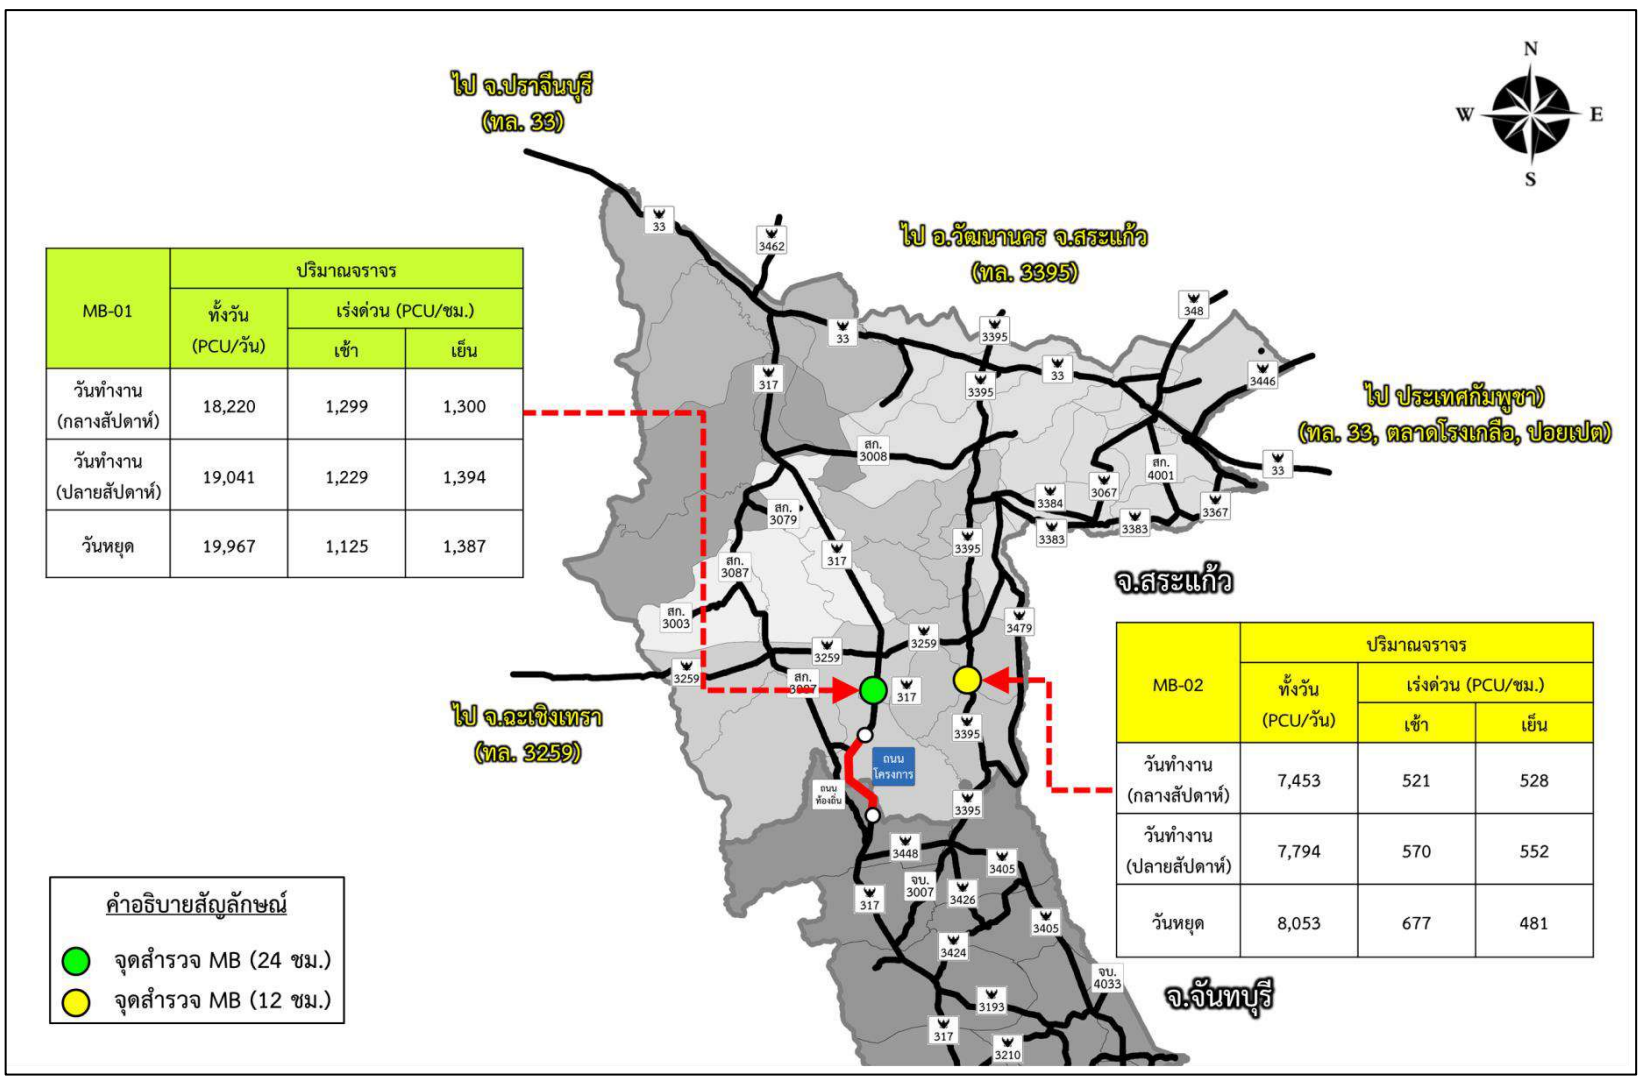 N
W
E
S
ไป จ.ปราจีนบุรี
(ทล. 33)
ไป อ.วัฒนานคร จ.สระแก้ว
(ทล. 3395)
ไป ประเทศกัมพูชา)
(ทล. 33, ตลาดโรงเกลือ, ปอยเปต)
ไป จ.ฉะเชิงเทรา
(ทล. 3259)
จ.สระแก้ว
จ.จันทบุรี
MB-01
ปริมาณจราจร
ทั้งวัน
(PCU/วัน)
เร่งด่วน (PCU/ชม.)
เช้า
เย็น
วันทำงาน
(กลางสัปดาห์)
18,220
1,299
1,300
วันทำงาน
(ปลายสัปดาห์)
19,041
1,229
1,394
วันหยุด
19,967
1,125
1,387
MB-02
ปริมาณจราจร
ทั้งวัน
(PCU/วัน)
เร่งด่วน (PCU/ชม.)
เช้า
เย็น
วันทำงาน
(กลางสัปดาห์)
7,453
521
528
วันทำงาน
(ปลายสัปดาห์)
7,794
570
552
วันหยุด
8,053
677
481
33
3462
33
3395
348
3446
317
3395
33
สก.
3008
สก.
4001
33
3067
3384
3367
สก.
3079
3383
3383
317
3395
สก.
3087
สก.
3003
3259
3259
3479
3259
สก.
3087
317
3395
ถนน
โครงการ
ถนน
ท้องถิ่น
3395
3448
3405
จบ.
3007
3426
317
3405
3424
จบ.
4033
3193
317
3210
คำอธิบายสัญลักษณ์
จุดสำรวจ MB (24 ชม.)
จุดสำรวจ MB (12 ชม.)